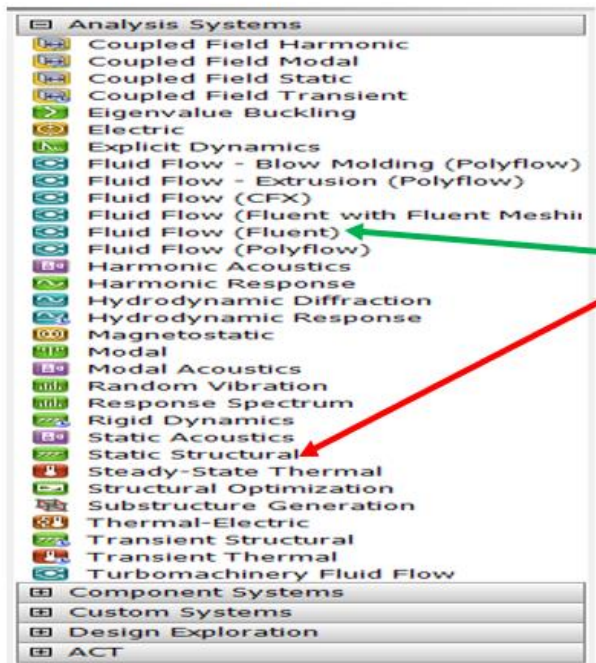 Analysis Systems
Coupled Field Harmonic
Coupled Field Modal
Coupled Field Static
Coupled Field Transient
Eigenvalue Buckling
Electric
Explicit Dynamics
Fluid Flow - Blow Molding (Polyflow)
Fluid Flow - Extrusion (Polyflow)
Fluid Flow (CFX)
Fluid Flow (Fluent with Fluent Meshin
Fluid Flow (Fluent)
Fluid Flow (Polyflow)
Harmonic Acoustics
Harmonic Response
Hydrodynamic Diffraction
Hydrodynamic Response
Magnetostatic
Modal
Modal Acoustics
Random Vibration
Response Spectrum
Rigid Dynamics
Static Acoustics
Static Structural
Steady-State Thermal
Structural Optimization
Substructure Generation
Thermal-Electric
Transient Structural
Transient Thermal
Turbomachinery Fluid Flow
Component Systems
Custom Systems
Design Exploration
ACT